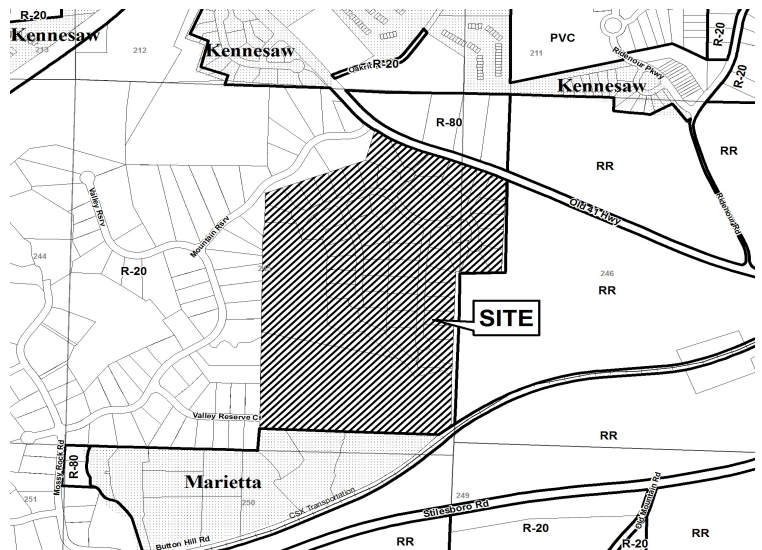 R-20
Kennesaw
213
212
Kennesaw
Oakrit
R-20
PVC
211
Ridenour Pkwy
R-20
R-20
Kennesaw
R-80
RR
RR
Old 41 Hwy
Ridenour Rd
Valley Rsrv
Mountain Rsrv
244
R-20
246
RR
SITE
Valley Reserve C
RR
Mossy Rock Rd
R-80
Marietta
251
250
CSX Transportation
249
Stilesboro Rd
Old Mountain Rd
R-20
Button Hill Rd
RR
R-20
RR